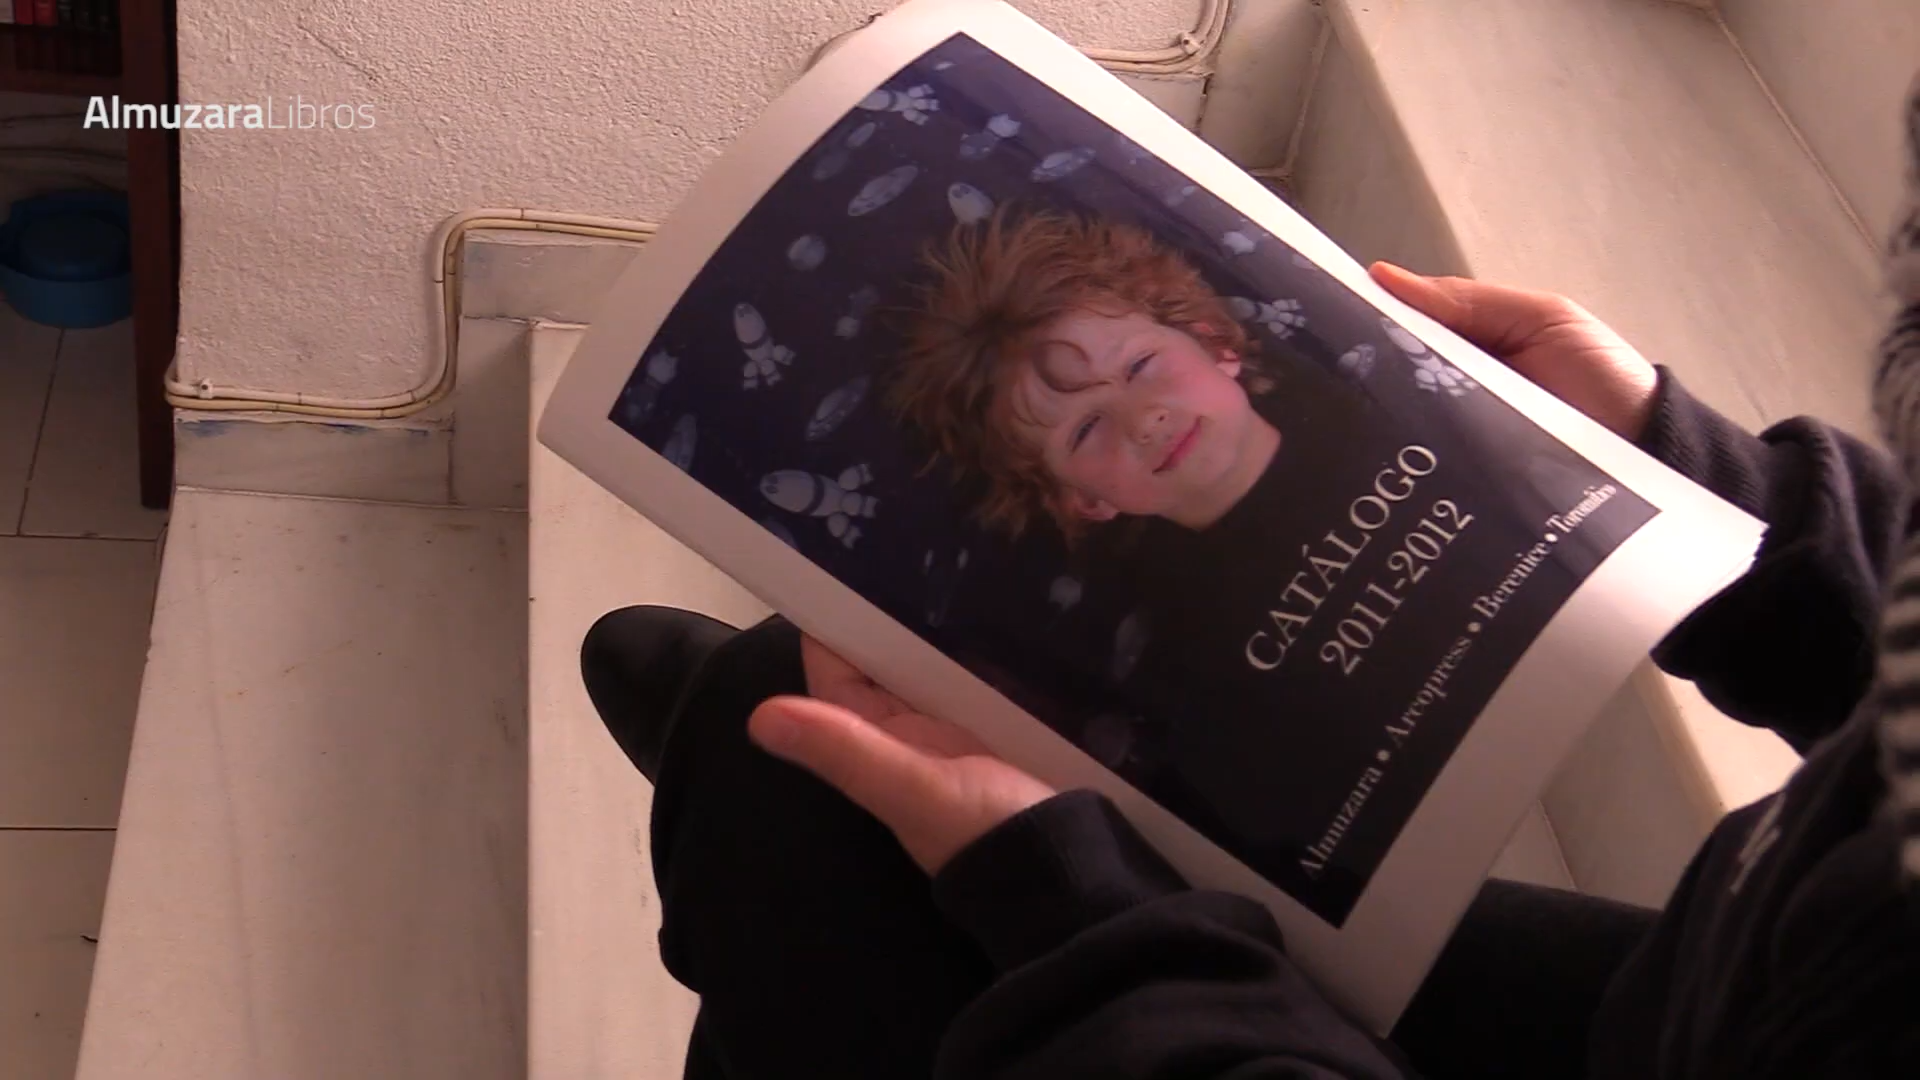 AlmuzaraLibros
CATÁLOGO
2011-2012
Almuzara • Arcopress • Berenice • Toromítico